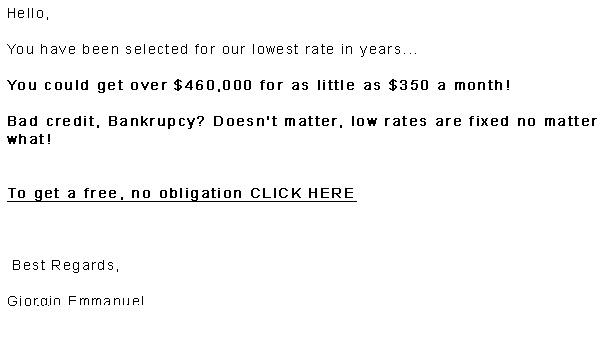 Hello,
You have been selected for our lowest rate in years...
You could get over $460,000 for as little as $350 a month!
Bad credit, Bankrupcy? Doesn't matter, low rates are fixed no matter
what!
To get a free, no obligation CLICK HERE
Best Regards,
Giorgio Emmanuel